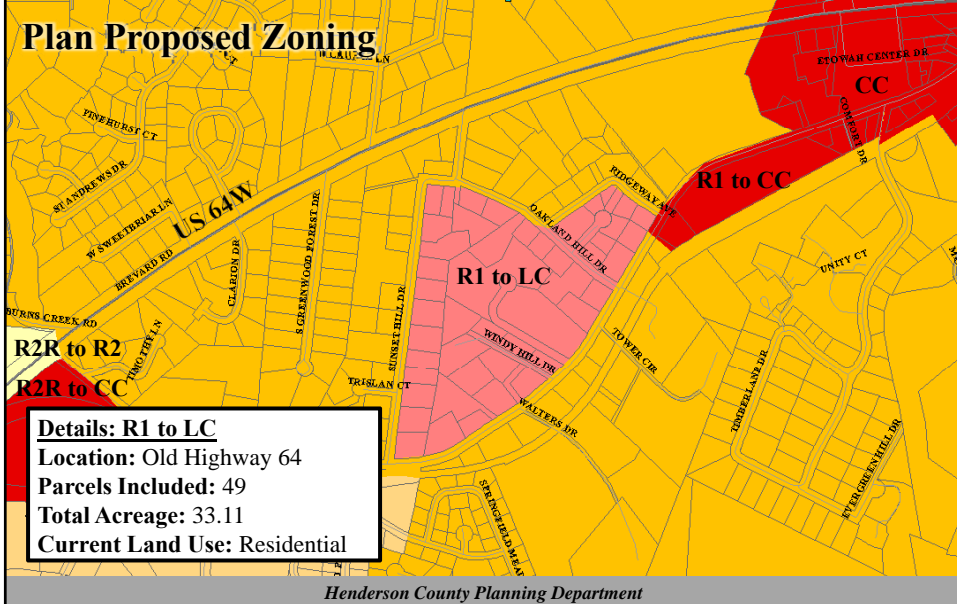 Plan Proposed Zoning
ETOWAH CENTER DR
CC
COMFORT DR
PINEHURST CT
ST ANDREWS DR
W SWEETBRIAR LN
US 64W
BREVARD RD
CLARION DR
S GREENWOOD FOREST DR
SUNSET HILL DR
RIDGEWAY AVE
R1 to CC
OAKLAND HILL DR
R1 to LC
UNITY CT
BURNS CREEK RD
R2R to R2
TIMOTHY LN
R2R to CC
WINDY HILL DR
TOWER CIR
TRISLAN CT
WALTERS DR
TIMBERLANE DR
EVERGREEN HILL DR
Details: R1 to LC
Location: Old Highway 64
Parcels Included: 49
Total Acreage: 33.11
Current Land Use: Residential
SPRINGFIELD
Henderson County Planning Department